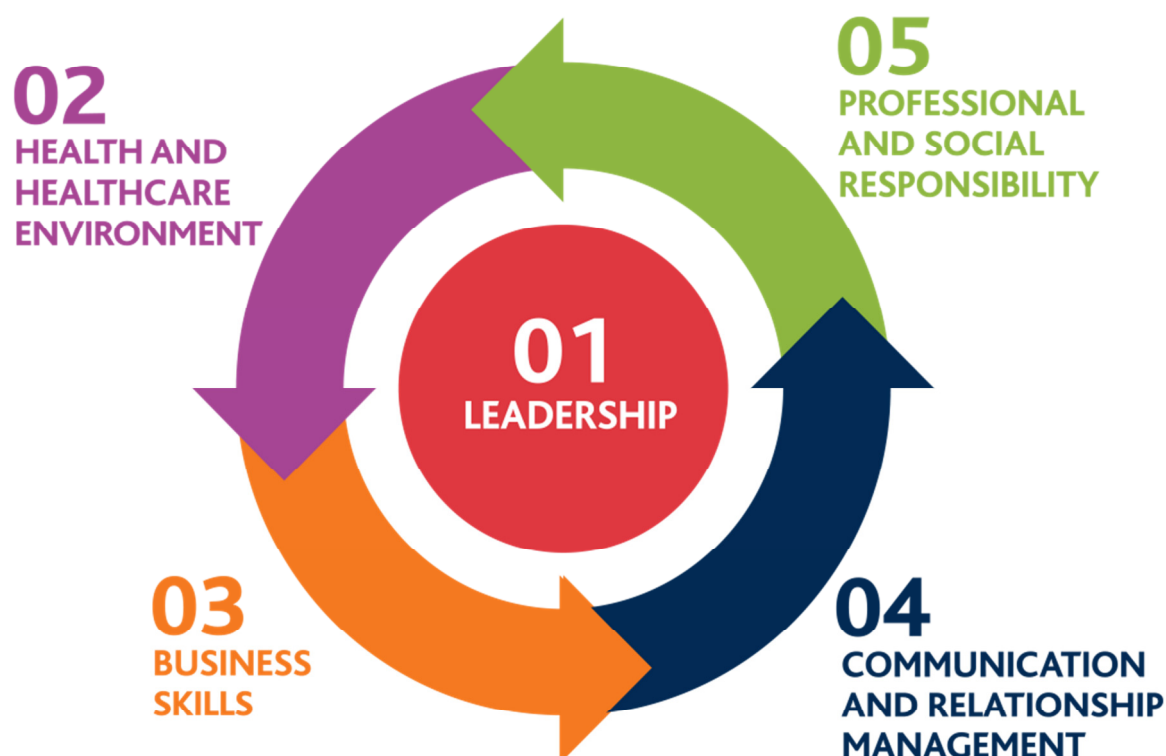 01
LEADERSHIP
02
HEALTH AND
HEALTHCARE
ENVIRONMENT
03
BUSINESS
SKILLS
04
COMMUNICATION
AND RELATIONSHIP
MANAGEMENT
05
PROFESSIONAL
AND SOCIAL
RESPONSIBILITY